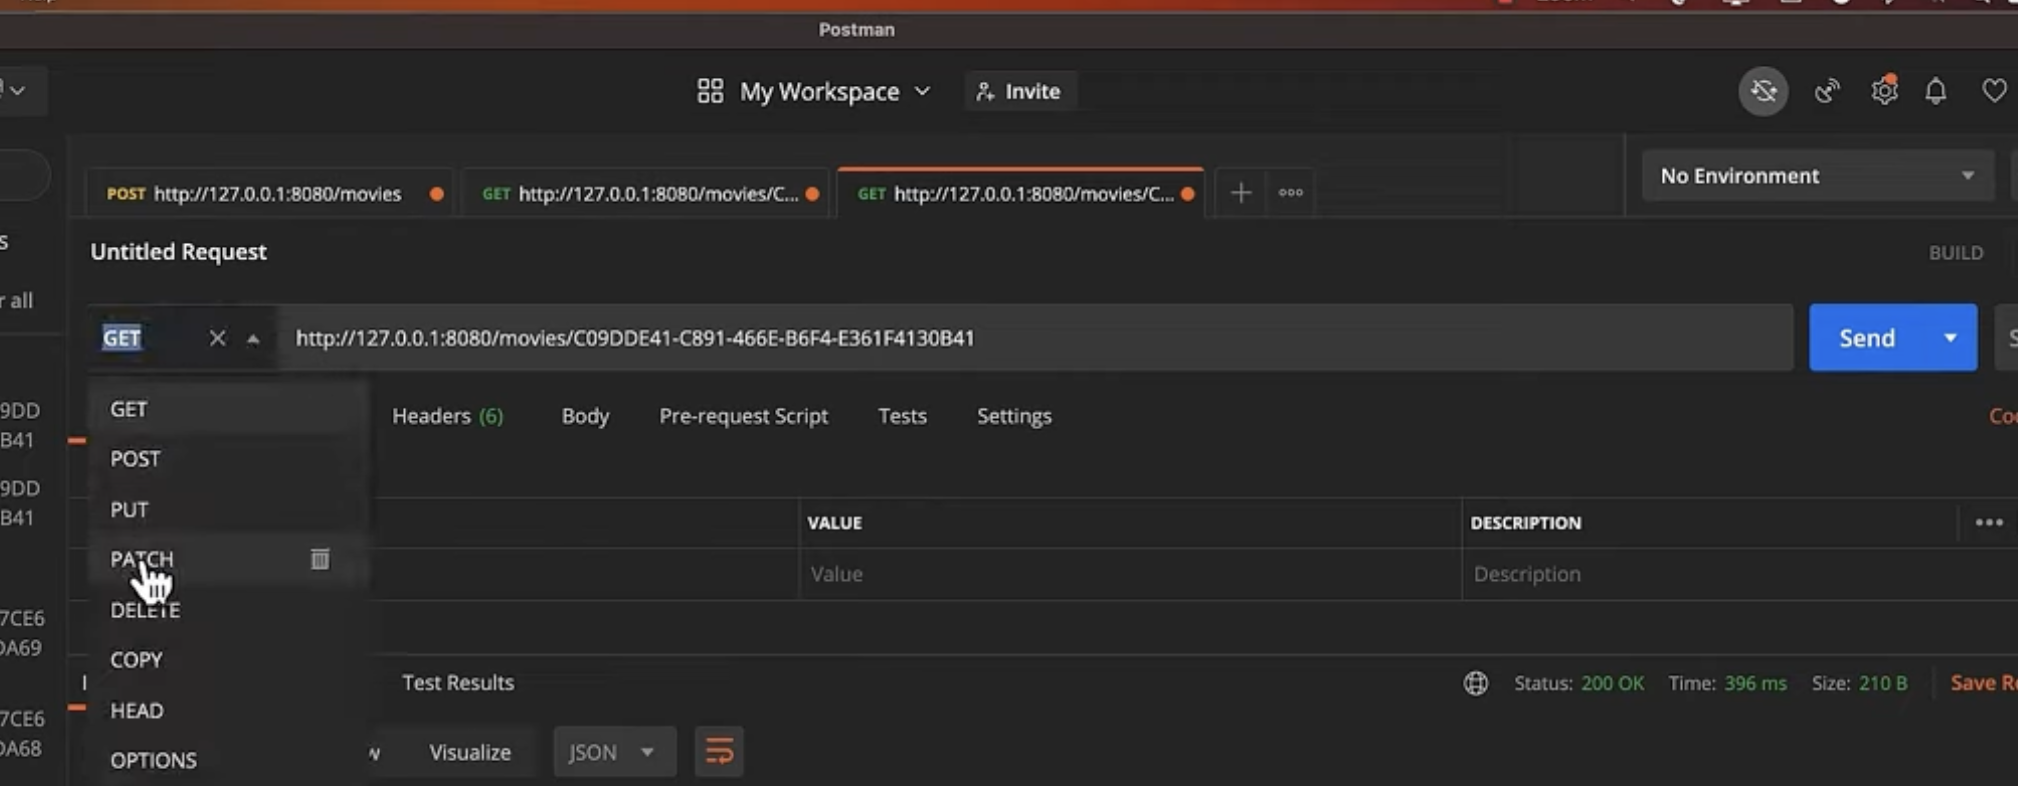 Postman
My Workspace
Invite
POST http://127.0.0.1:8080/movies
GET http://127.0.0.1:8080/movies/C...
GET http://127.0.0.1:8080/movies/C...
No Environment
s
Untitled Request
BUILD
r all
GET
http://127.0.0.1:8080/movies/C09DDE41-C891-466E-B6F4-E361F4130B41
Send
S
GET
9DD
Headers (6)
Body
Pre-request Script
Tests
Settings
Coo
B41
POST
9DD
PUT
B41
VALUE
DESCRIPTION
PATCH
Value
Description
DELETE
7CE6
DA69
COPY
Test Results
Status: 200 OK
Time: 396 ms
Size: 210 B
Save Re
HEAD
7CE6
DA68
OPTIONS
w
Visualize
JSON